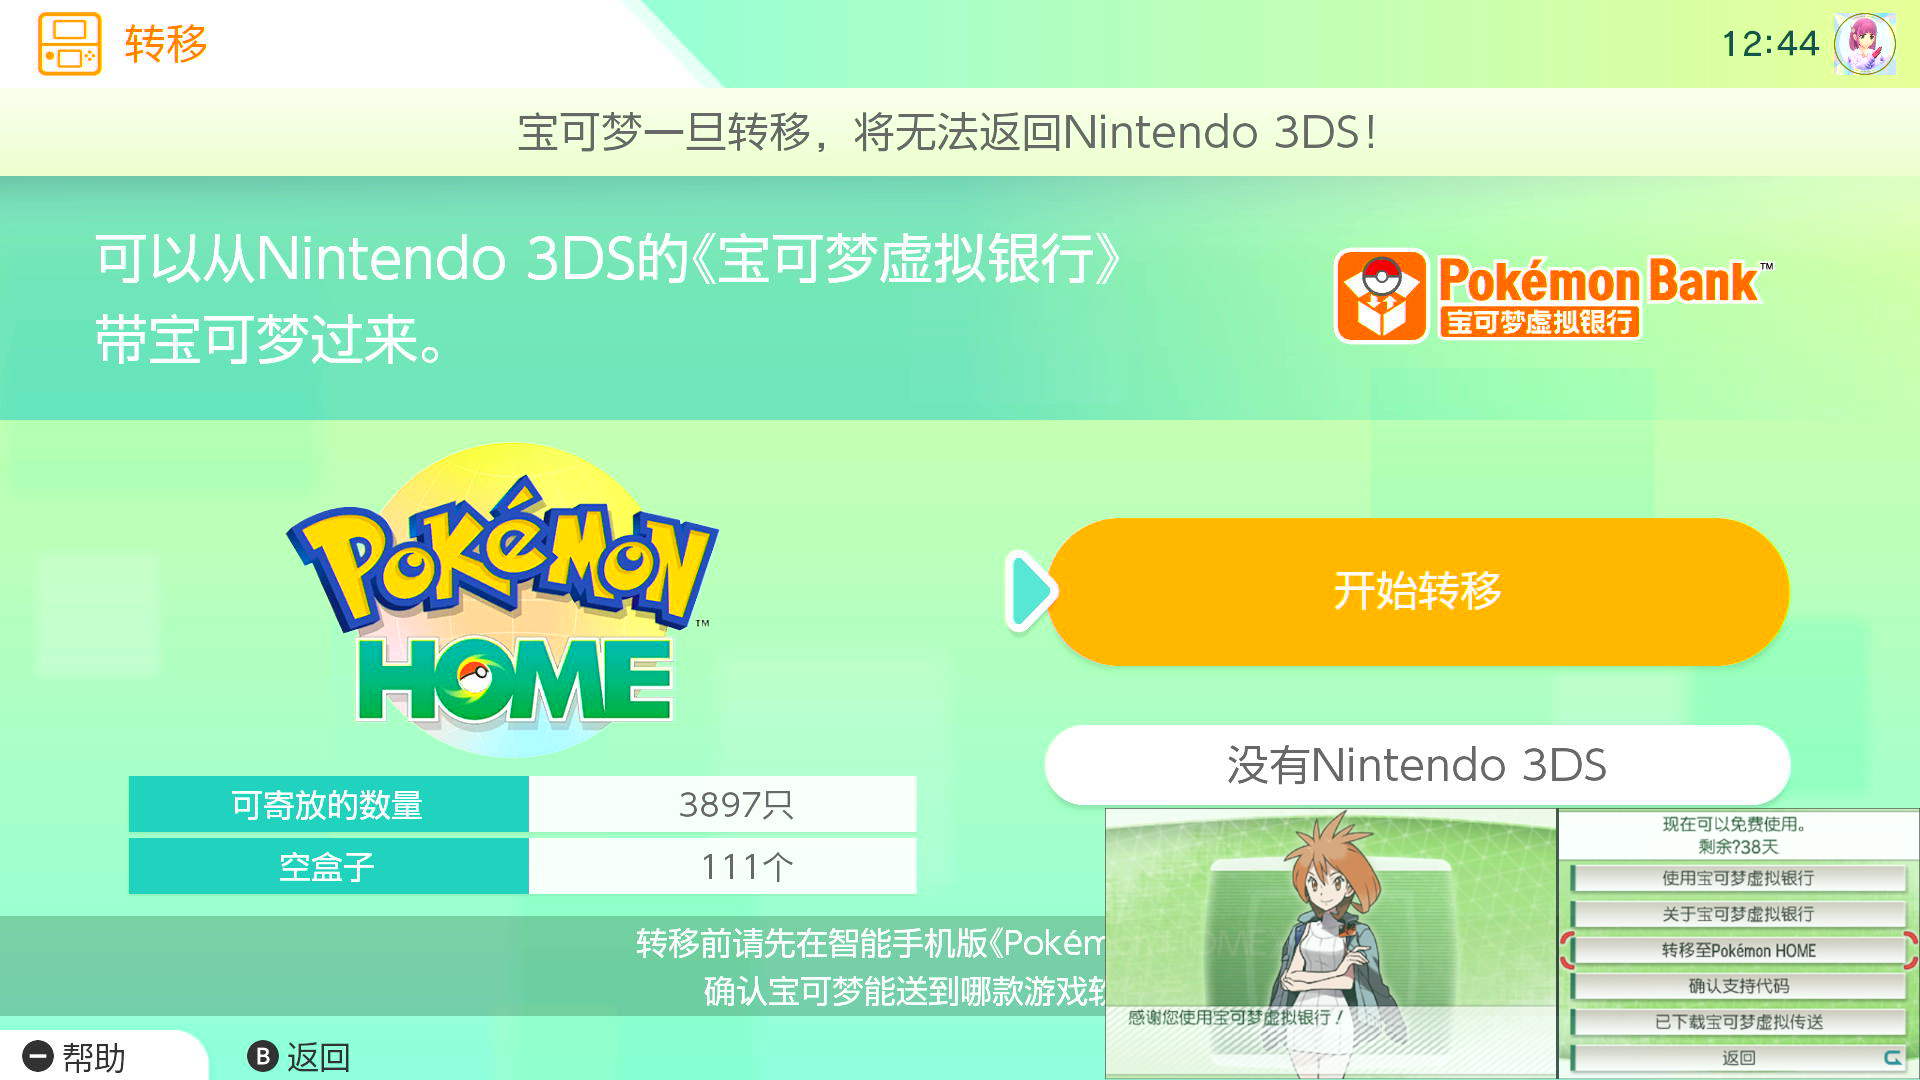 转移
12:44
宝可梦一旦转移，将无法返回Nintendo 3DS！
可以从Nintendo 3DS的《宝可梦虚拟银行》
带宝可梦过来。
Pokémon Bank™
宝可梦虚拟银行
POKéMON™
HOME
开始转移
没有Nintendo 3DS
可寄放的数量 3897只
空盒子 111个
转移前请先在智能手机版《Pokém
确认宝可梦能送到哪款游戏软
感谢您使用宝可梦虚拟银行！
现在可以免费使用。
剩余?38天
使用宝可梦虚拟银行
关于宝可梦虚拟银行
转移至Pokémon HOME
确认支持代码
已下载宝可梦虚拟传送
返回
帮助
B 返回